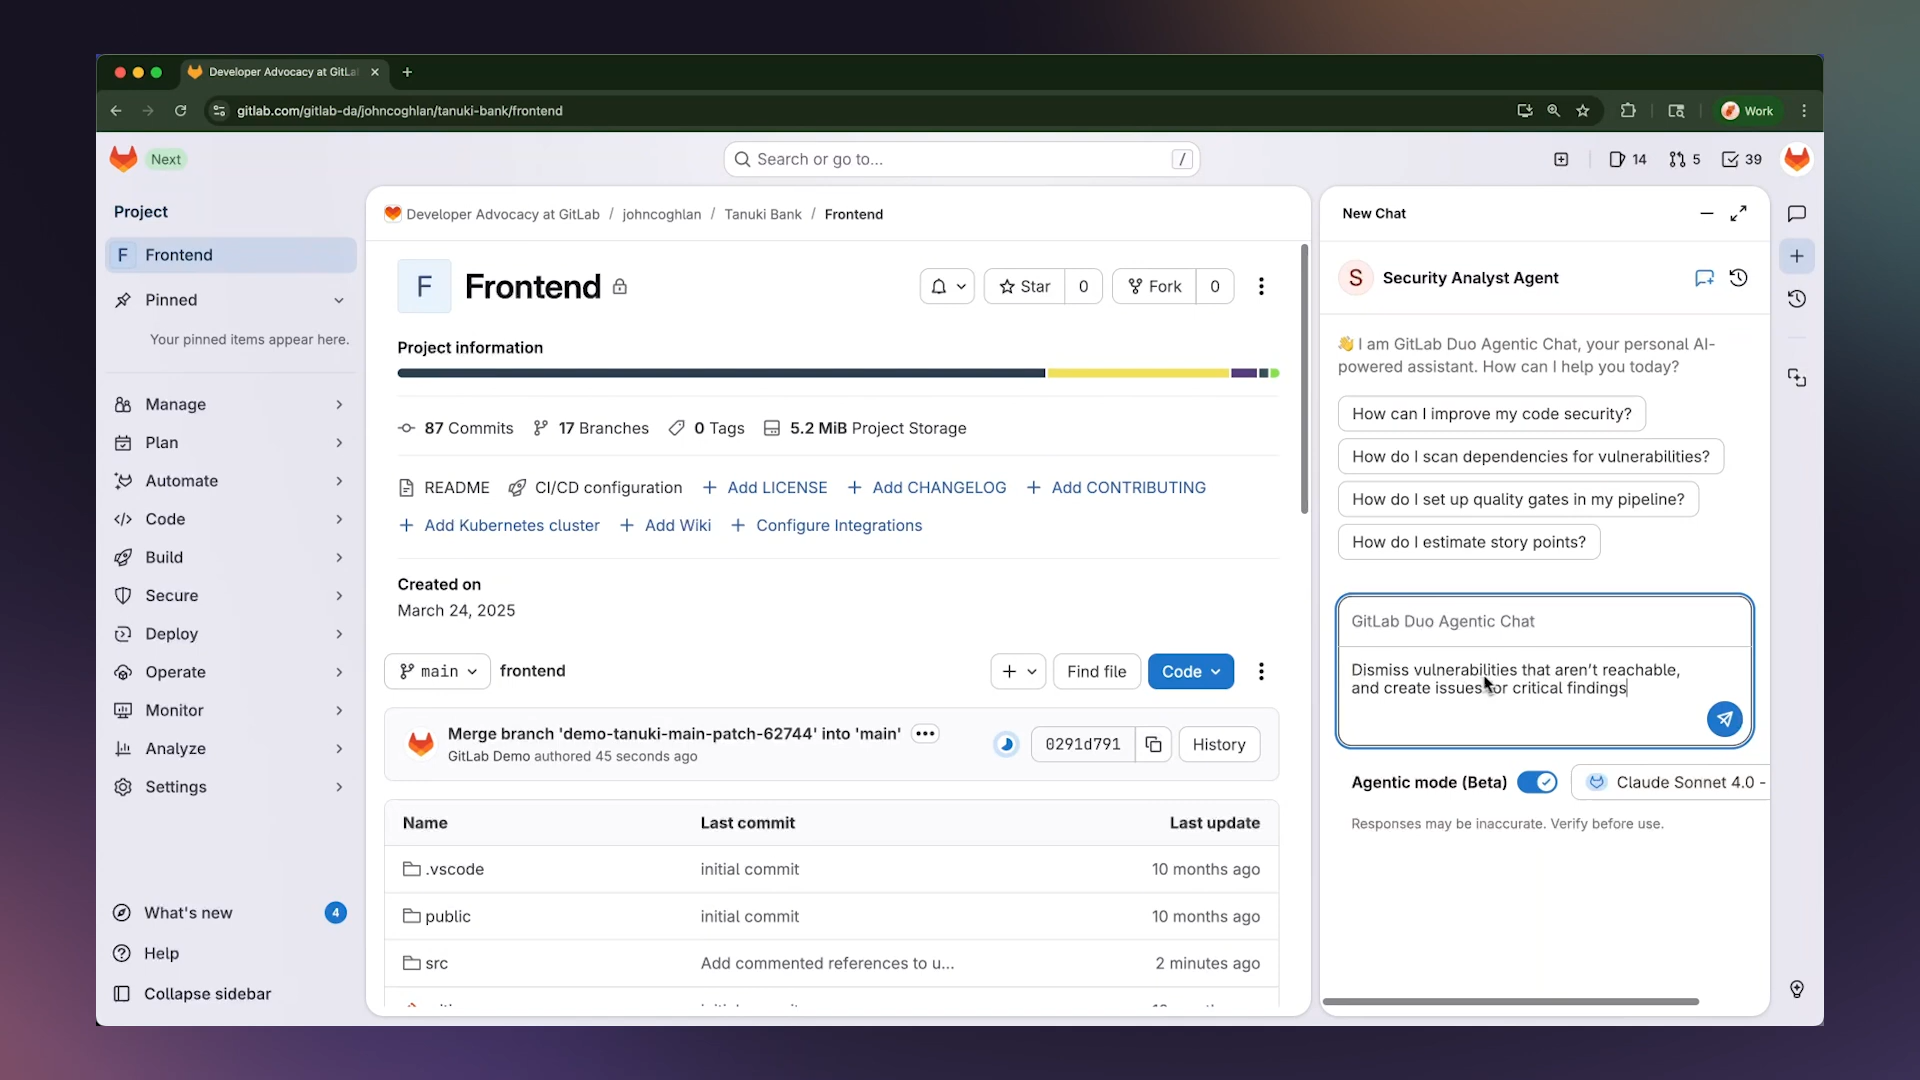 Developer Advocacy at GitLa
gitlab.com/gitlab-da/johncoghlan/tanuki-bank/frontend
Work
Next
Search or go to...
/
14
5
39
Project
F Frontend
Pinned
Your pinned items appear here.
Manage
Plan
Automate
Code
Build
Secure
Deploy
Operate
Monitor
Analyze
Settings
What's new
4
Help
Collapse sidebar
Developer Advocacy at GitLab / johncoghlan / Tanuki Bank / Frontend
F
Frontend
Star 0
Fork 0
Project information
87 Commits 17 Branches 0 Tags 5.2 MiB Project Storage
README CI/CD configuration + Add LICENSE + Add CHANGELOG + Add CONTRIBUTING
+ Add Kubernetes cluster + Add Wiki + Configure Integrations
Created on
March 24, 2025
main
frontend
Find file
Code
Merge branch 'demo-tanuki-main-patch-62744' into 'main'
GitLab Demo authored 45 seconds ago
0291d791
History
Name Last commit Last update
.vscode initial commit 10 months ago
public initial commit 10 months ago
src Add commented references to u... 2 minutes ago
New Chat
S Security Analyst Agent
👋 I am GitLab Duo Agentic Chat, your personal AI-
powered assistant. How can I help you today?
How can I improve my code security?
How do I scan dependencies for vulnerabilities?
How do I set up quality gates in my pipeline?
How do I estimate story points?
GitLab Duo Agentic Chat
Dismiss vulnerabilities that aren't reachable,
and create issues for critical findings
Agentic mode (Beta)
Claude Sonnet 4.0 -
Responses may be inaccurate. Verify before use.